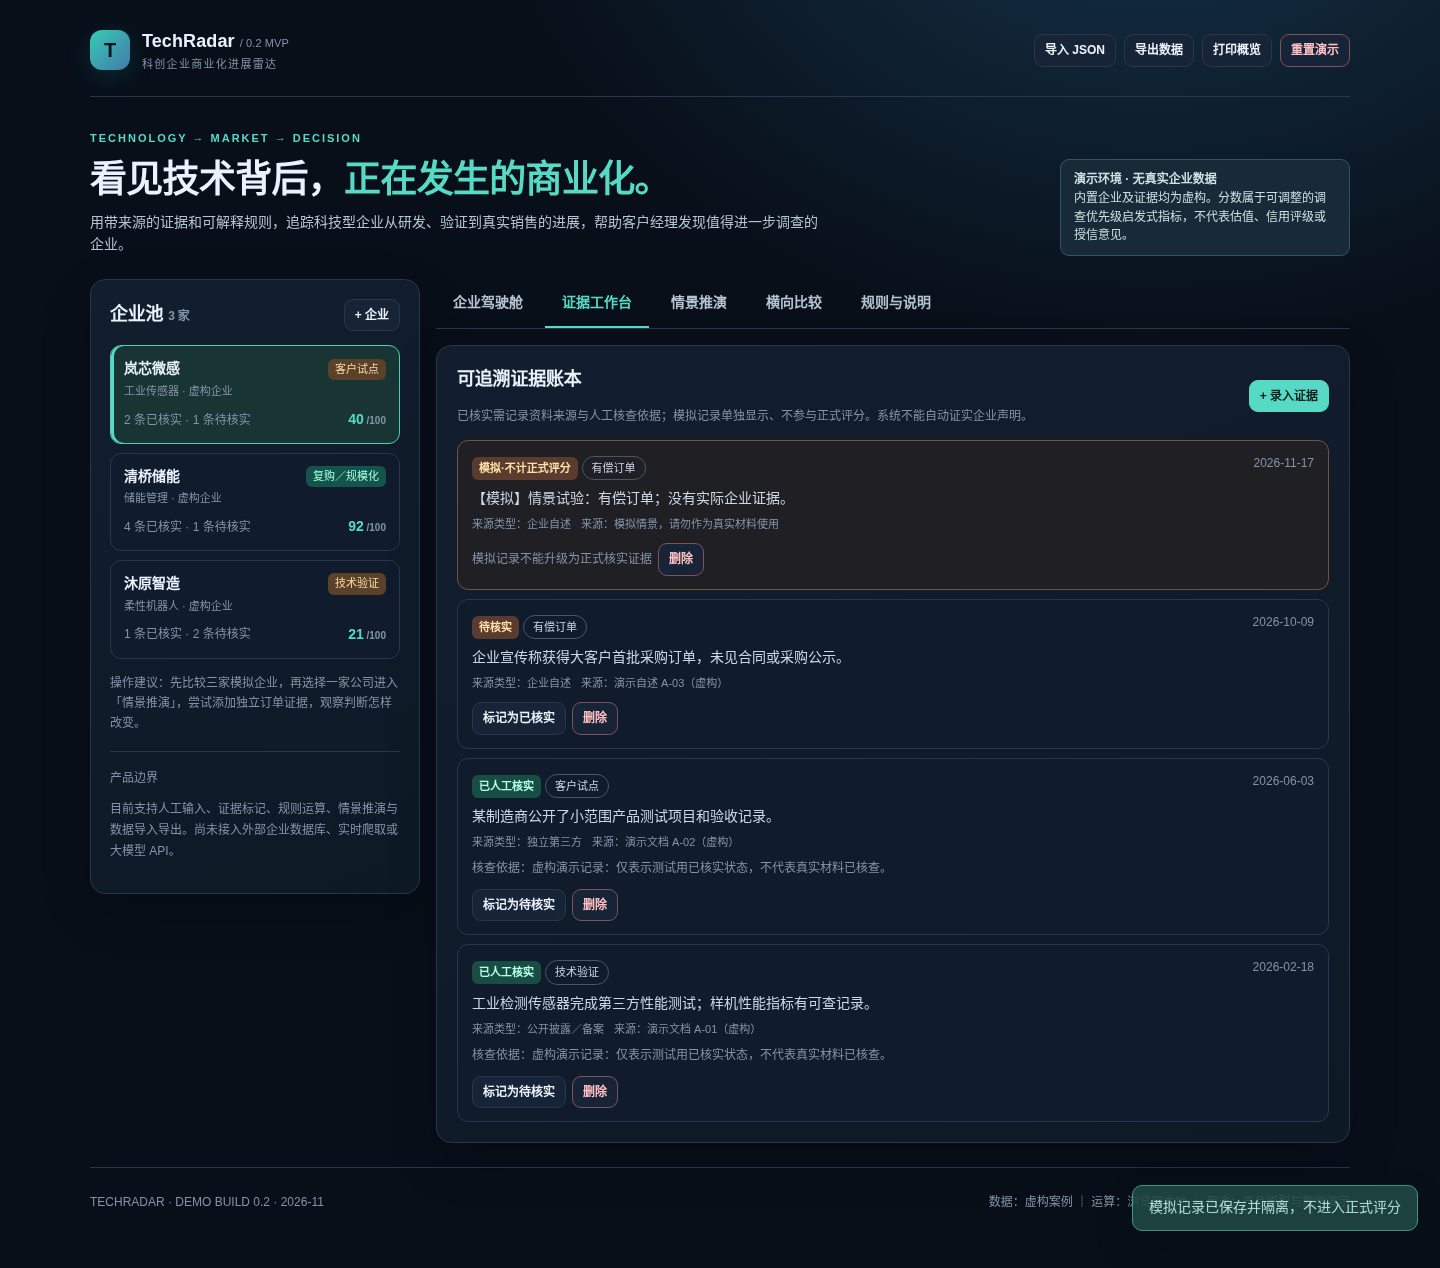 T
TechRadar / 0.2 MVP
科创企业商业化进展雷达
导入 JSON
导出数据
打印概览
重置演示
TECHNOLOGY → MARKET → DECISION
看见技术背后，正在发生的商业化。
用带来源的证据和可解释规则，追踪科技型企业从研发、验证到真实销售的进展，帮助客户经理发现值得进一步调查的
企业。
演示环境 · 无真实企业数据
内置企业及证据均为虚构。分数属于可调整的调
查优先级启发式指标，不代表估值、信用评级或
授信意见。
企业池 3 家
+ 企业
岚芯微感
客户试点
工业传感器 · 虚构企业
2 条已核实 · 1 条待核实
40 /100
清桥储能
复购／规模化
储能管理 · 虚构企业
4 条已核实 · 1 条待核实
92 /100
沐原智造
技术验证
柔性机器人 · 虚构企业
1 条已核实 · 2 条待核实
21 /100
操作建议：先比较三家模拟企业，再选择一家公司进入
「情景推演」，尝试添加独立订单证据，观察判断怎样
改变。
产品边界
目前支持人工输入、证据标记、规则运算、情景推演与
数据导入导出。尚未接入外部企业数据库、实时爬取或
大模型 API。
企业驾驶舱
证据工作台
情景推演
横向比较
规则与说明
可追溯证据账本
已核实需记录资料来源与人工核查依据；模拟记录单独显示、不参与正式评分。系统不能自动证实企业声明。
+ 录入证据
模拟·不计正式评分
有偿订单
2026-11-17
【模拟】情景试验：有偿订单；没有实际企业证据。
来源类型：企业自述 来源：模拟情景，请勿作为真实材料使用
模拟记录不能升级为正式核实证据
删除
待核实
有偿订单
2026-10-09
企业宣传称获得大客户首批采购订单，未见合同或采购公示。
来源类型：企业自述 来源：演示自述 A-03（虚构）
标记为已核实
删除
已人工核实
客户试点
2026-06-03
某制造商公开了小范围产品测试项目和验收记录。
来源类型：独立第三方 来源：演示文档 A-02（虚构）
核查依据：虚构演示记录：仅表示测试用已核实状态，不代表真实材料已核查。
标记为待核实
删除
已人工核实
技术验证
2026-02-18
工业检测传感器完成第三方性能测试；样机性能指标有可查记录。
来源类型：公开披露／备案 来源：演示文档 A-01（虚构）
核查依据：虚构演示记录：仅表示测试用已核实状态，不代表真实材料已核查。
标记为待核实
删除
TECHRADAR · DEMO BUILD 0.2 · 2026-11
数据：虚构案例 ｜ 运算：
模拟记录已保存并隔离，不进入正式评分